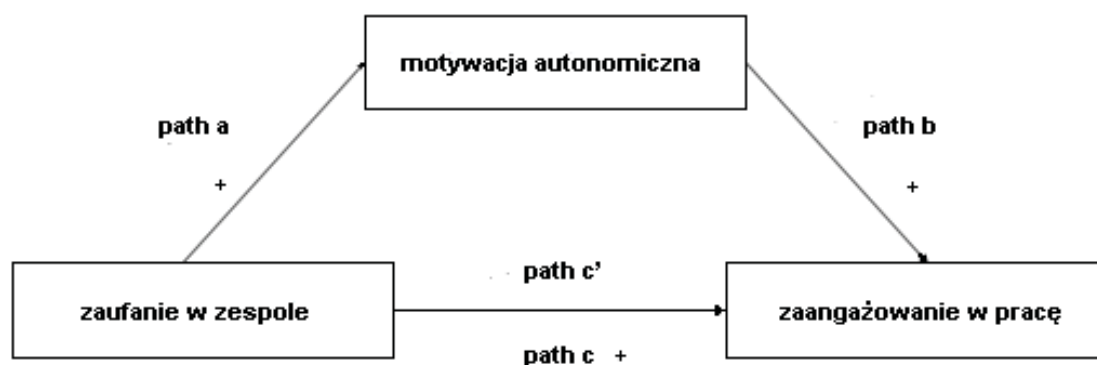 motywacja autonomiczna
path a
path b
+
+
path c’
zaufanie w zespole
zaangażowanie w pracę
path c +